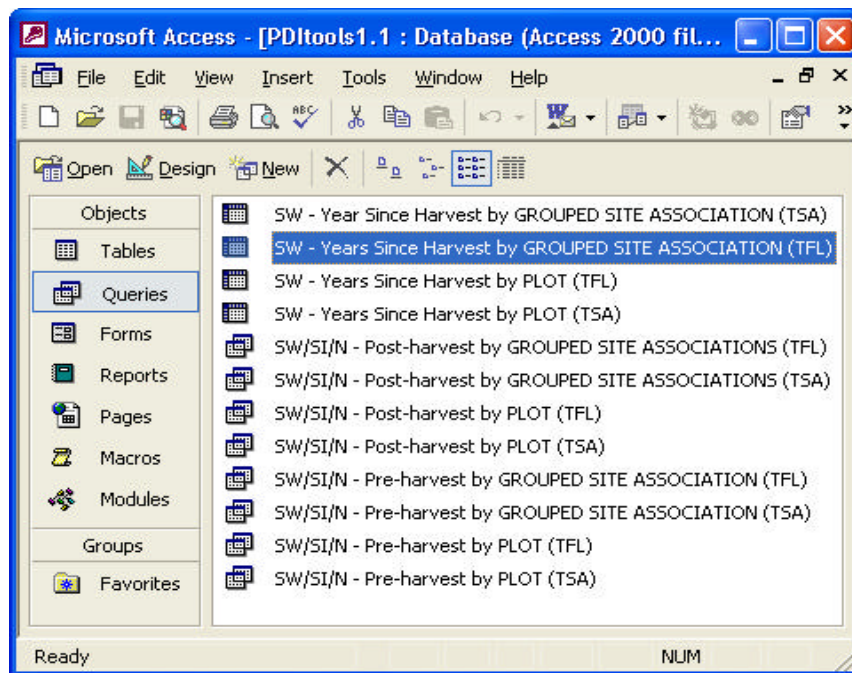 Microsoft Access - [PDItools1.1 : Database (Access 2000 fil...
File Edit View Insert Tools Window Help
ABC
W
Open Design New
Objects
Tables
Queries
Forms
Reports
Pages
Macros
Modules
Groups
Favorites
SW - Year Since Harvest by GROUPED SITE ASSOCIATION (TSA)
SW - Years Since Harvest by GROUPED SITE ASSOCIATION (TFL)
SW - Years Since Harvest by PLOT (TFL)
SW - Years Since Harvest by PLOT (TSA)
SW/SI/N - Post-harvest by GROUPED SITE ASSOCIATIONS (TFL)
SW/SI/N - Post-harvest by GROUPED SITE ASSOCIATIONS (TSA)
SW/SI/N - Post-harvest by PLOT (TFL)
SW/SI/N - Post-harvest by PLOT (TSA)
SW/SI/N - Pre-harvest by GROUPED SITE ASSOCIATION (TFL)
SW/SI/N - Pre-harvest by GROUPED SITE ASSOCIATION (TSA)
SW/SI/N - Pre-harvest by PLOT (TFL)
SW/SI/N - Pre-harvest by PLOT (TSA)
Ready NUM